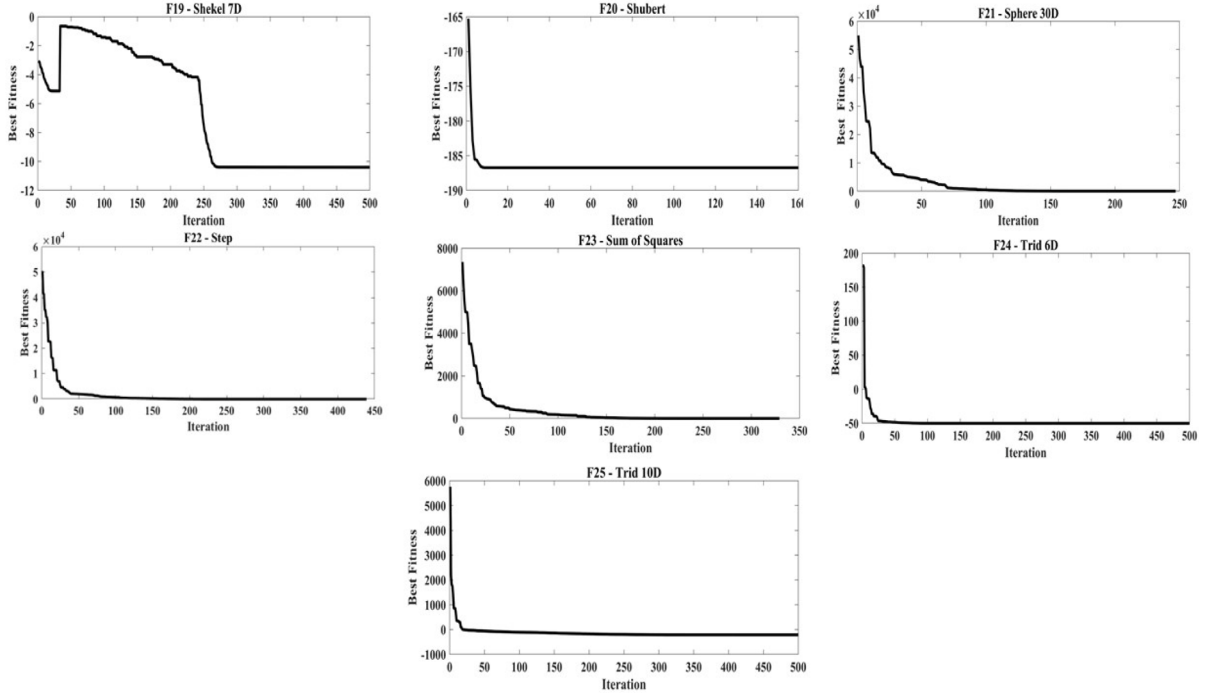 F19 - Shekel 7D
0
-2
-4
-6
-8
-10
-12
Best Fitness
0 50 100 150 200 250 300 350 400 450 500
Iteration
F20 - Shubert
-165
-170
-175
-180
-185
-190
Best Fitness
0 20 40 60 80 100 120 140 160
Iteration
F21 - Sphere 30D
×10⁴
6
5
4
3
2
1
0
Best Fitness
0 50 100 150 200 250
Iteration
F22 - Step
×10⁴
6
5
4
3
2
1
0
Best Fitness
0 50 100 150 200 250 300 350 400 450
Iteration
F23 - Sum of Squares
8000
6000
4000
2000
0
Best Fitness
0 50 100 150 200 250 300 350
Iteration
F24 - Trid 6D
200
150
100
50
0
-50
Best Fitness
0 50 100 150 200 250 300 350 400 450 500
Iteration
F25 - Trid 10D
6000
5000
4000
3000
2000
1000
0
-1000
Best Fitness
0 50 100 150 200 250 300 350 400 450 500
Iteration